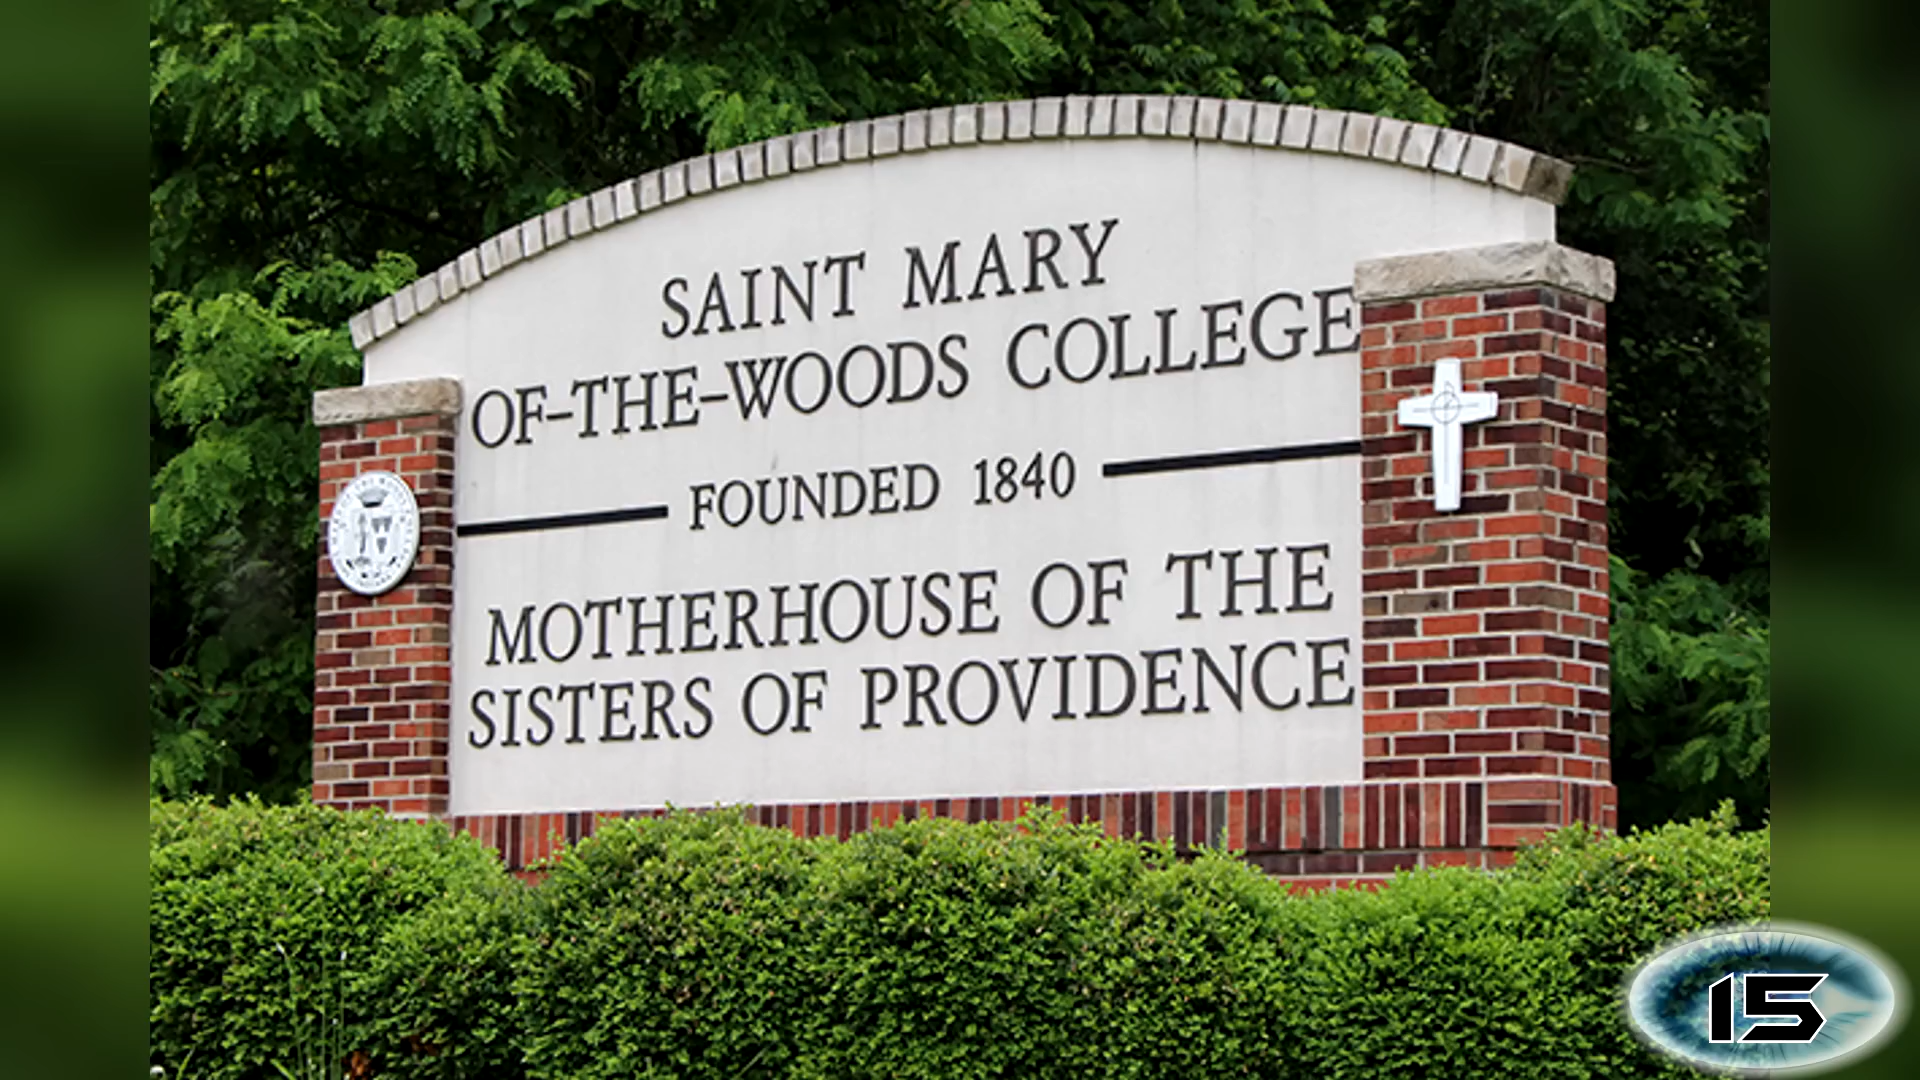 SAINT MARY
OF-THE-WOODS COLLEGE
FOUNDED 1840
MOTHERHOUSE OF THE
SISTERS OF PROVIDENCE
15